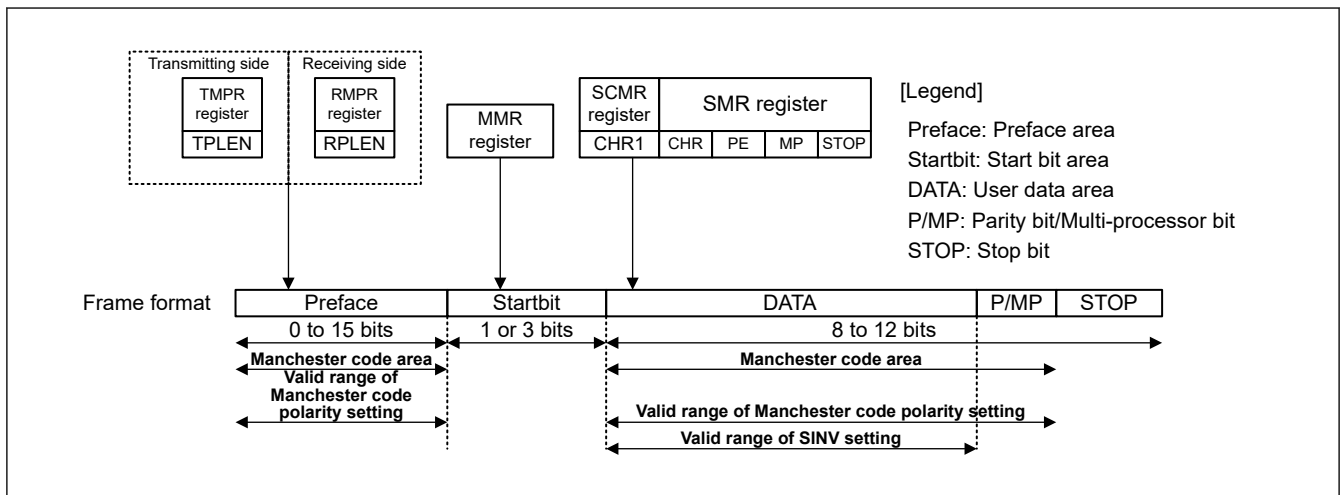 Transmitting side
Receiving side
TMPR
register
TPLEN
RMPR
register
RPLEN
MMR
register
SCMR
register
CHR1
SMR register
CHR
PE
MP
STOP
[Legend]
Preface: Preface area
Startbit: Start bit area
DATA: User data area
P/MP: Parity bit/Multi-processor bit
STOP: Stop bit
Frame format
Preface
Startbit
DATA
P/MP
STOP
0 to 15 bits
1 or 3 bits
8 to 12 bits
Manchester code area
Valid range of
Manchester code
polarity setting
Manchester code area
Valid range of Manchester code polarity setting
Valid range of SINV setting